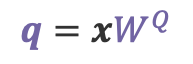 q = xW^Q